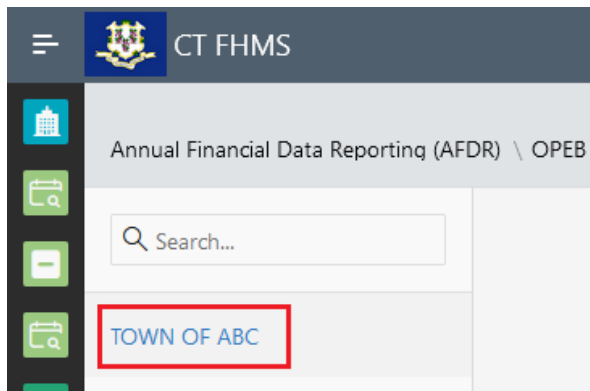 CT FHMS
Annual Financial Data Reporting (AFDR) \ OPEB
Search...
TOWN OF ABC